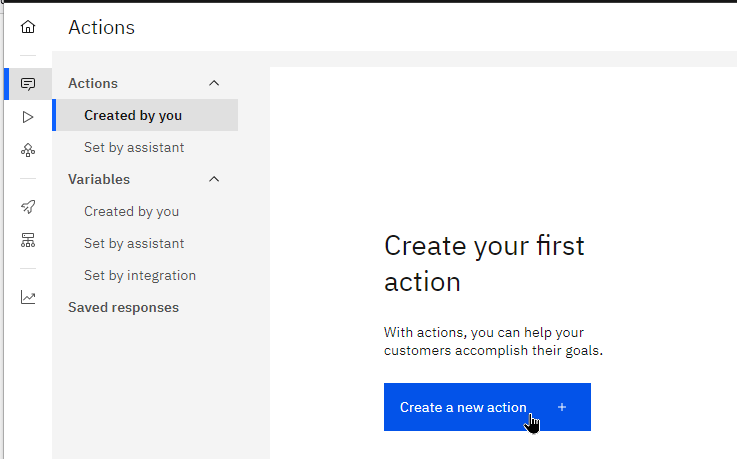 Actions
Actions
Created by you
Set by assistant
Variables
Created by you
Set by assistant
Set by integration
Saved responses
Create your first
action
With actions, you can help your
customers accomplish their goals.
Create a new action +